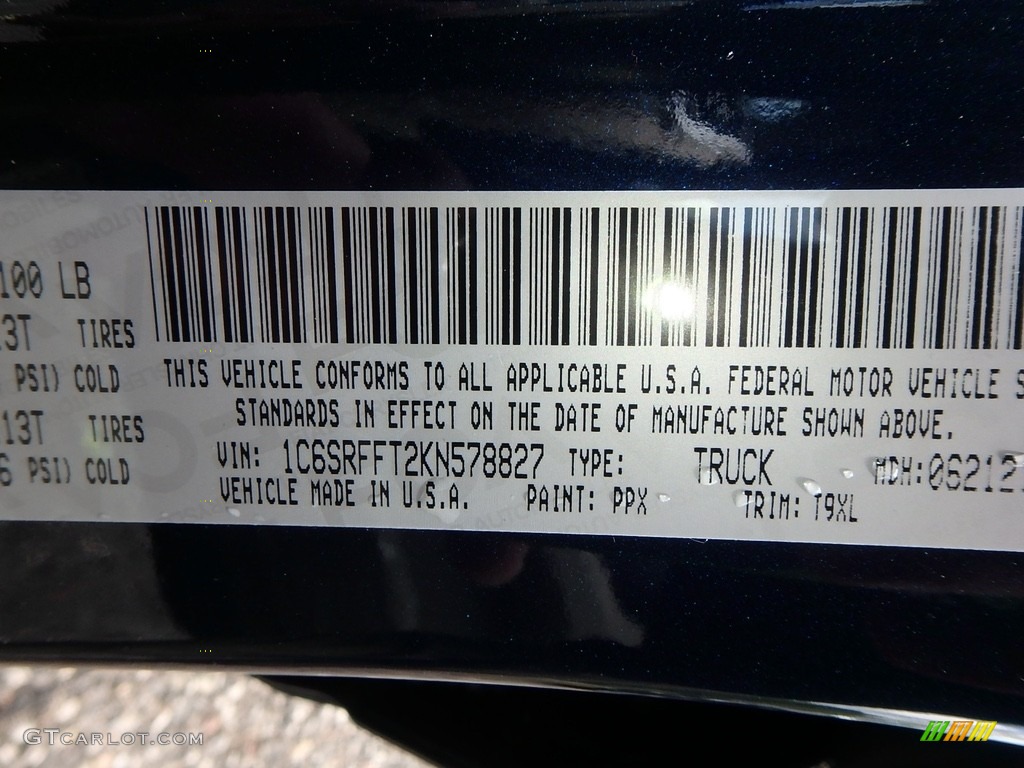 100 LB
3T TIRES
PSI) COLD
13T TIRES
6 PSI) COLD
THIS VEHICLE CONFORMS TO ALL APPLICABLE U.S.A. FEDERAL MOTOR VEHICLE S
STANDARDS IN EFFECT ON THE DATE OF MANUFACTURE SHOWN ABOVE.
VIN: 1C6SRFFT2KN578827 TYPE: TRUCK MDH: 062121
VEHICLE MADE IN U.S.A. PAINT: PPX TRIM: T9XL
GTCARLOT.COM